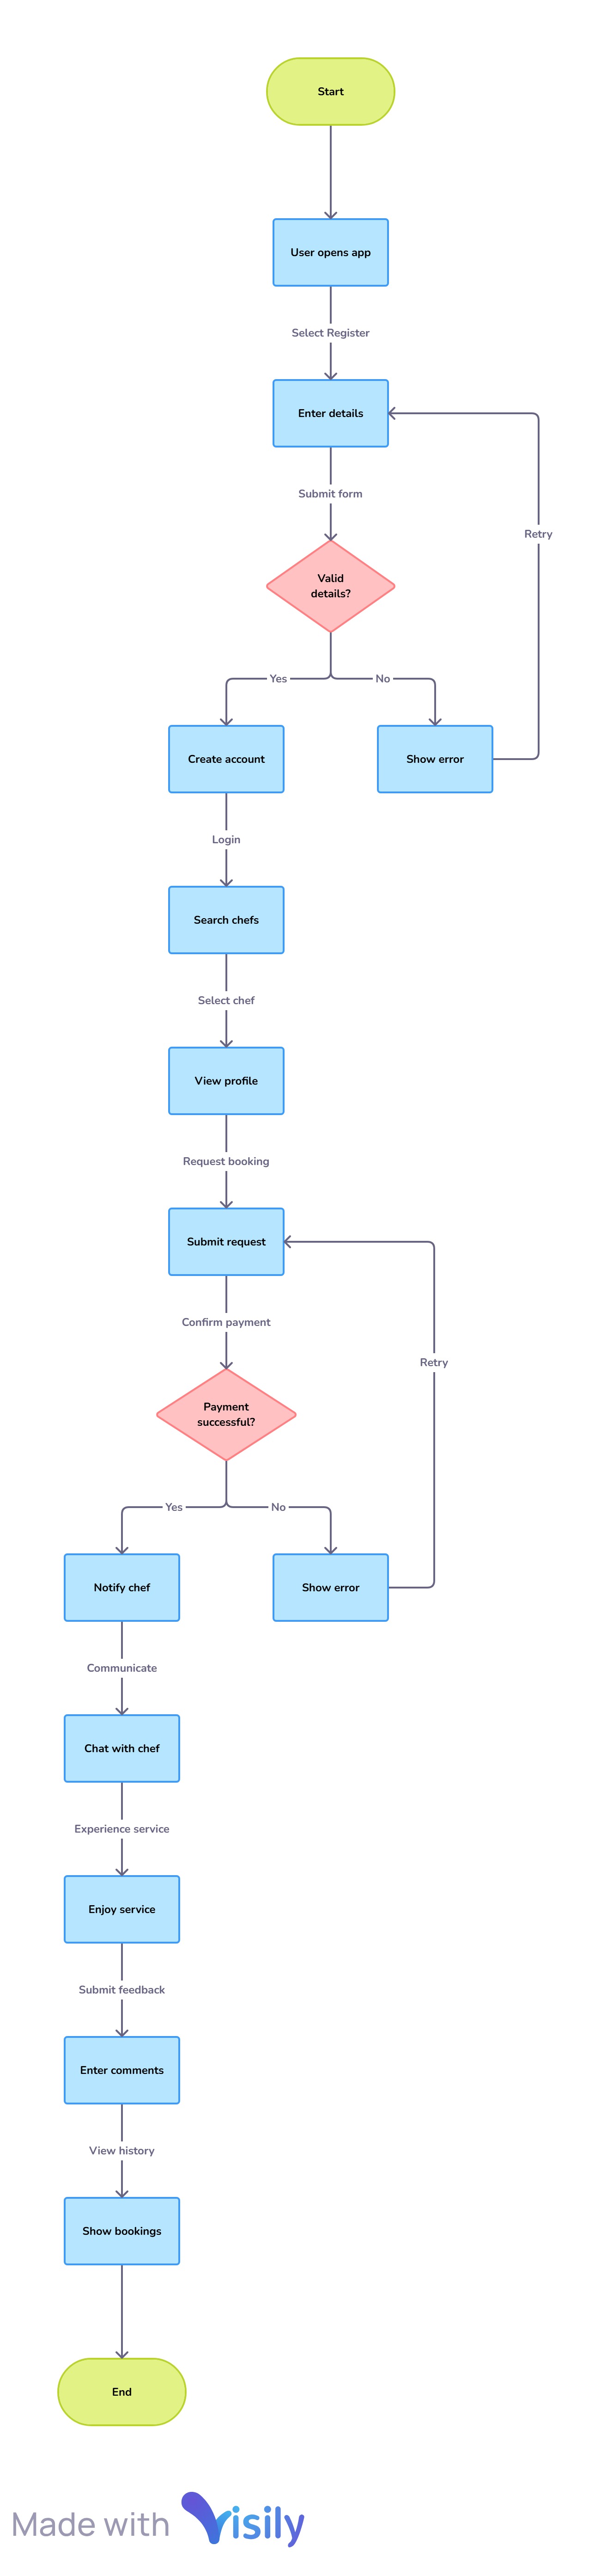 Start
User opens app
Select Register
Enter details
Submit form
Retry
Valid
details?
Yes
No
Create account
Show error
Login
Search chefs
Select chef
View profile
Request booking
Submit request
Confirm payment
Retry
Payment
successful?
Yes
No
Notify chef
Show error
Communicate
Chat with chef
Experience service
Enjoy service
Submit feedback
Enter comments
View history
Show bookings
End
Made with Visily